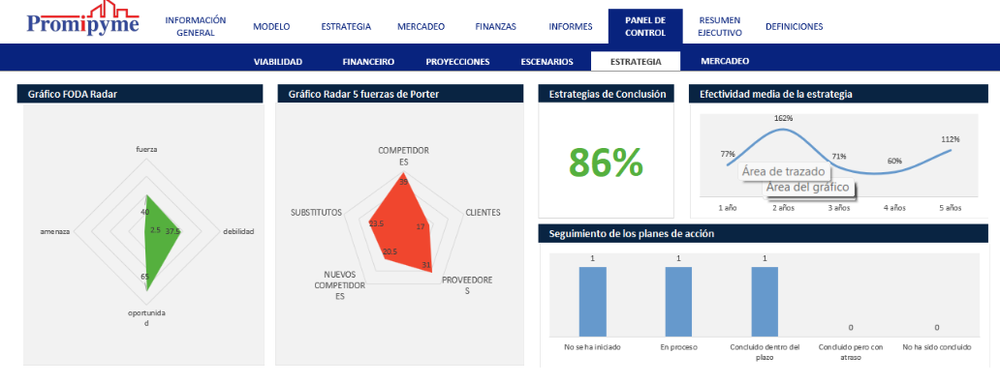 Promipyme
INFORMACIÓN
GENERAL
MODELO
ESTRATEGIA
MERCADEO
FINANZAS
INFORMES
PANEL DE
CONTROL
RESUMEN
EJECUTIVO
DEFINICIONES
VIABILIDAD
FINANCEIRO
PROYECCIONES
ESCENARIOS
ESTRATEGIA
MERCADEO
Gráfico FODA Radar
fuerza
40
amenaza
2.5
37.5
debilidad
65
oportunida
d
Gráfico Radar 5 fuerzas de Porter
COMPETIDOR
ES
39
SUBSTITUTOS
CLIENTES
23.5
17
20.5
31
NUEVOS
COMPETIDOR
ES
PROVEEDORE
S
Estrategias de Conclusión
86%
Efectividad media de la estrategia
162%
77%
71%
60%
112%
Área de trazado
Área del gráfico
1 año
2 años
3 años
4 años
5 años
Seguimiento de los planes de acción
1
1
1
0
0
No se ha iniciado
En proceso
Concluido dentro del
plazo
Concluido pero con
atraso
No ha sido concluido